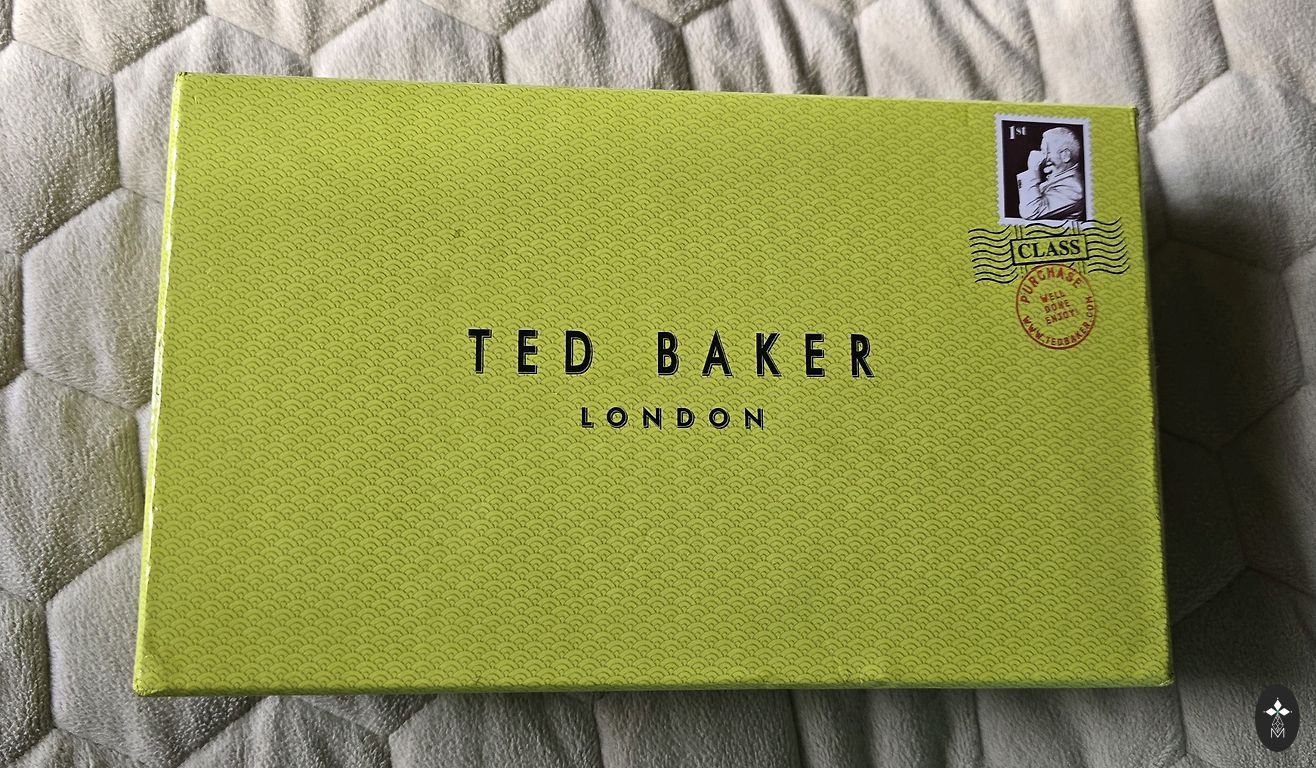 1st
CLASS
PURCHASE
WELL
DONE
ENJOY!
WWW.TEDBAKER.COM
TED BAKER
LONDON
M